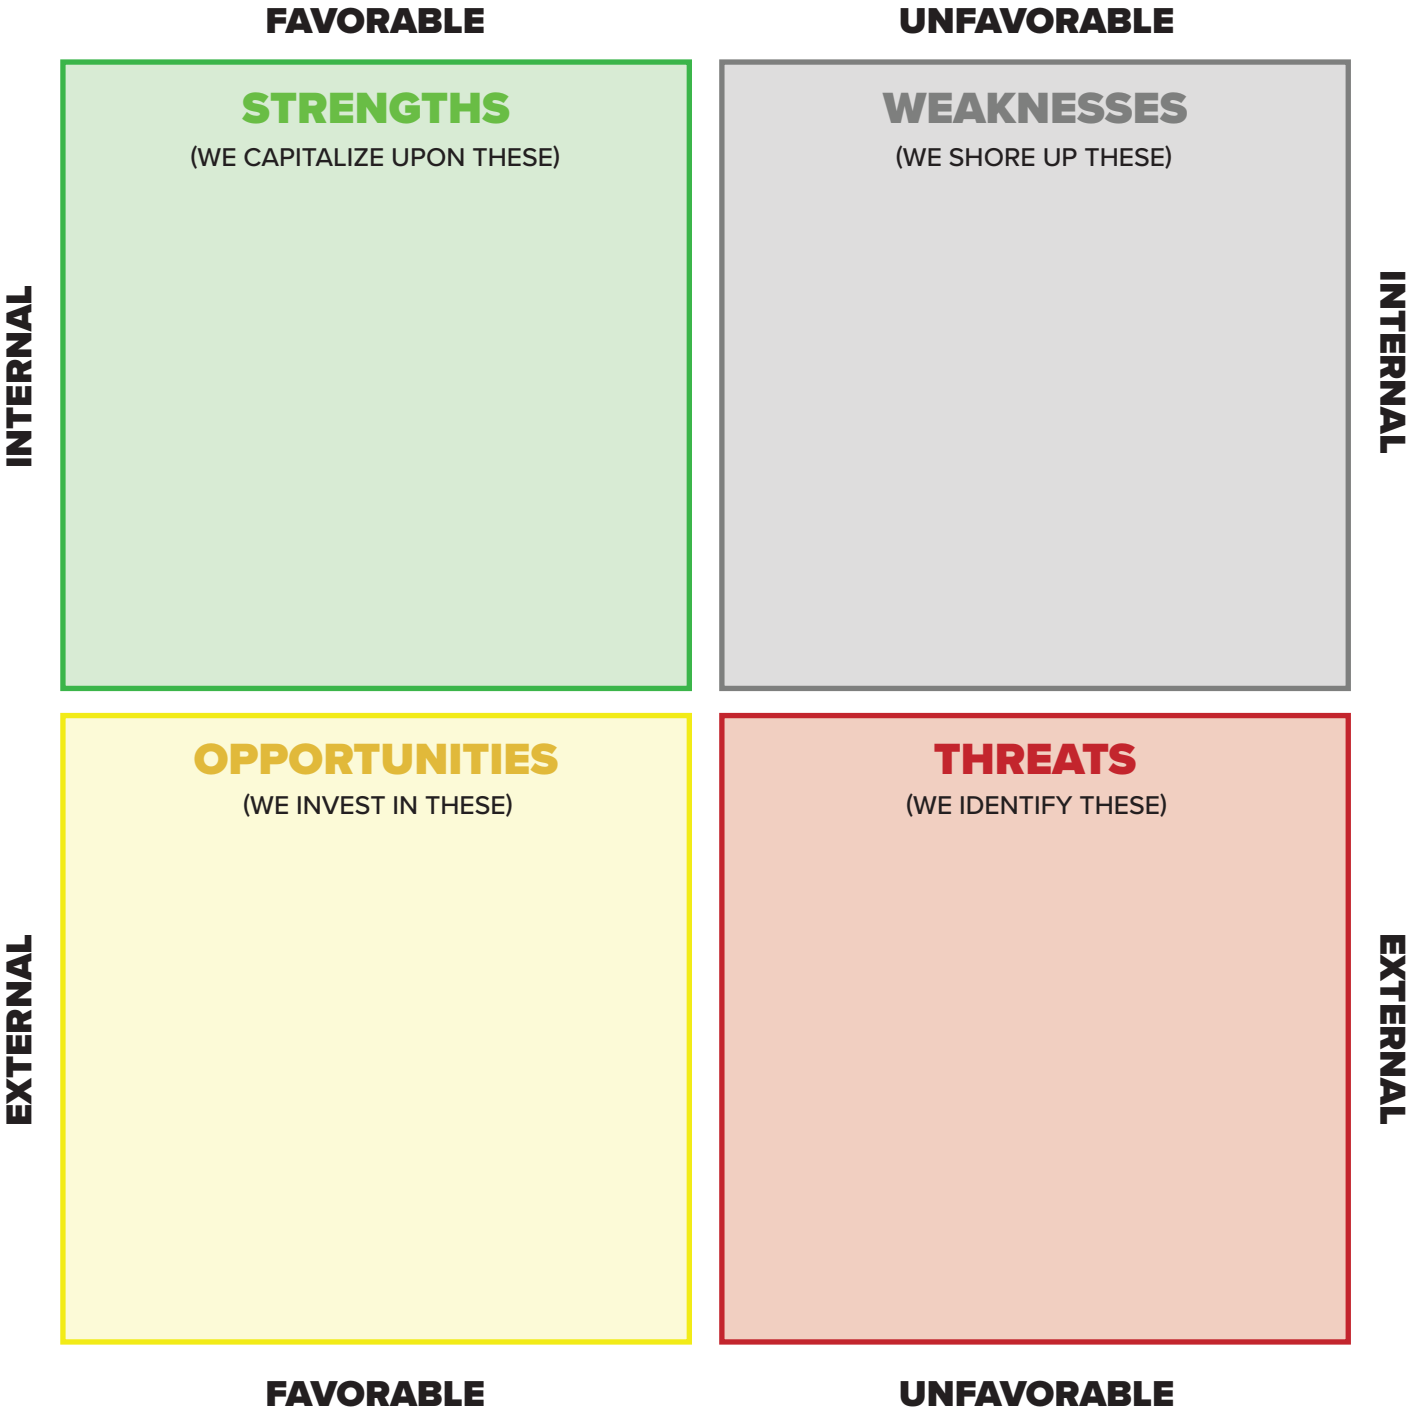 FAVORABLE
UNFAVORABLE
STRENGTHS
(WE CAPITALIZE UPON THESE)
WEAKNESSES
(WE SHORE UP THESE)
INTERNAL
INTERNAL
OPPORTUNITIES
(WE INVEST IN THESE)
THREATS
(WE IDENTIFY THESE)
EXTERNAL
EXTERNAL
FAVORABLE
UNFAVORABLE